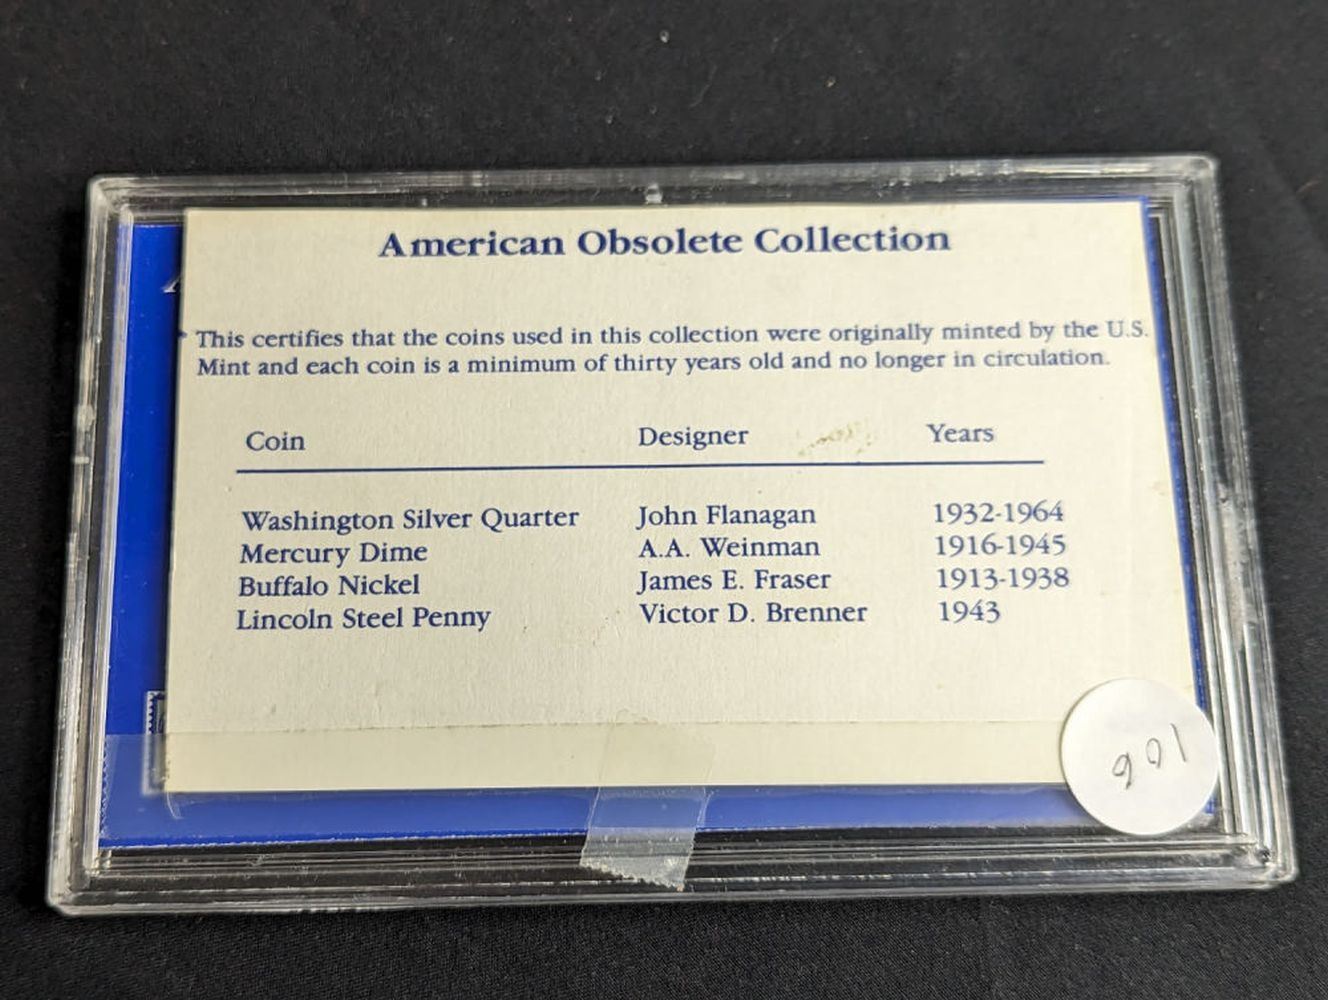 American Obsolete Collection
This certifies that the coins used in this collection were originally minted by the U.S.
Mint and each coin is a minimum of thirty years old and no longer in circulation.
Coin Designer Years
Washington Silver Quarter John Flanagan 1932-1964
Mercury Dime A.A. Weinman 1916-1945
Buffalo Nickel James E. Fraser 1913-1938
Lincoln Steel Penny Victor D. Brenner 1943